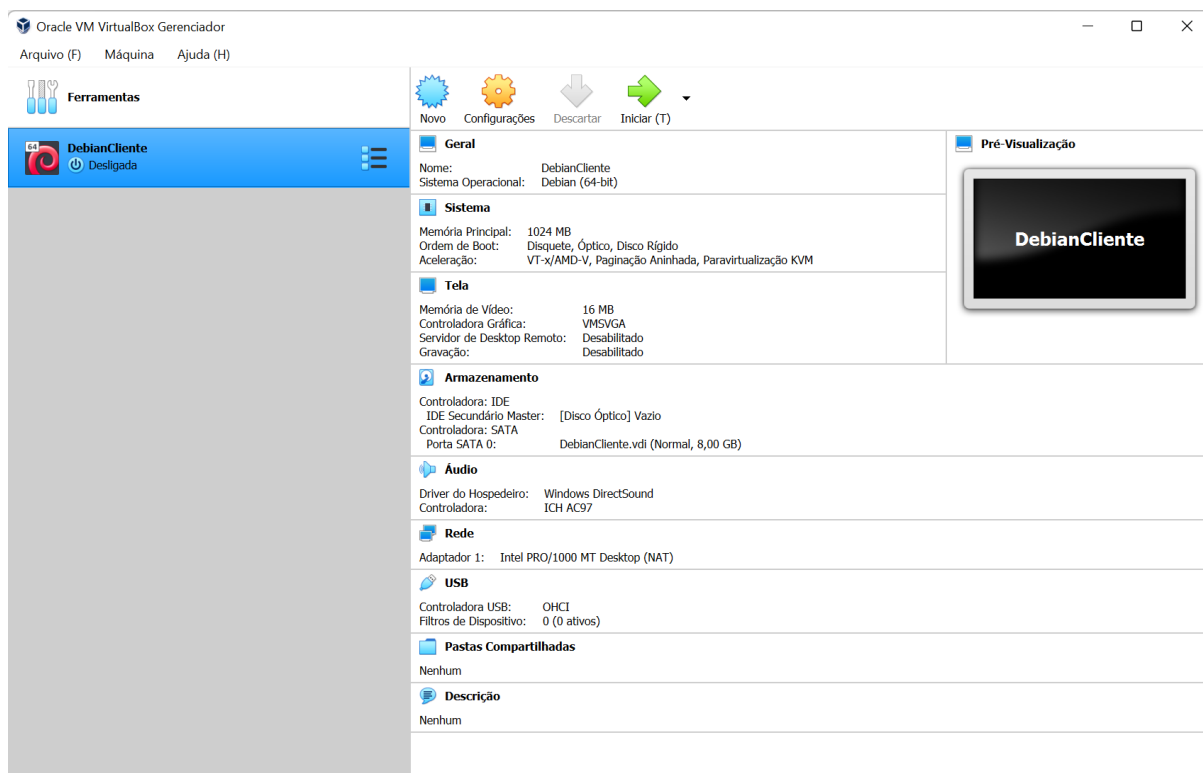 Oracle VM VirtualBox Gerenciador
Arquivo (F) Máquina Ajuda (H)
Ferramentas
Novo Configurações Descartar Iniciar (T)
64
DebianCliente
Desligada
Geral
Nome: DebianCliente
Sistema Operacional: Debian (64-bit)
Pré-Visualização
DebianCliente
Sistema
Memória Principal: 1024 MB
Ordem de Boot: Disquete, Óptico, Disco Rígido
Aceleração: VT-x/AMD-V, Paginação Aninhada, Paravirtualização KVM
Tela
Memória de Vídeo: 16 MB
Controladora Gráfica: VMSVGA
Servidor de Desktop Remoto: Desabilitado
Gravação: Desabilitado
Armazenamento
Controladora: IDE
IDE Secundário Master: [Disco Óptico] Vazio
Controladora: SATA
Porta SATA 0: DebianCliente.vdi (Normal, 8,00 GB)
Áudio
Driver do Hospedeiro: Windows DirectSound
Controladora: ICH AC97
Rede
Adaptador 1: Intel PRO/1000 MT Desktop (NAT)
USB
Controladora USB: OHCI
Filtros de Dispositivo: 0 (0 ativos)
Pastas Compartilhadas
Nenhum
Descrição
Nenhum